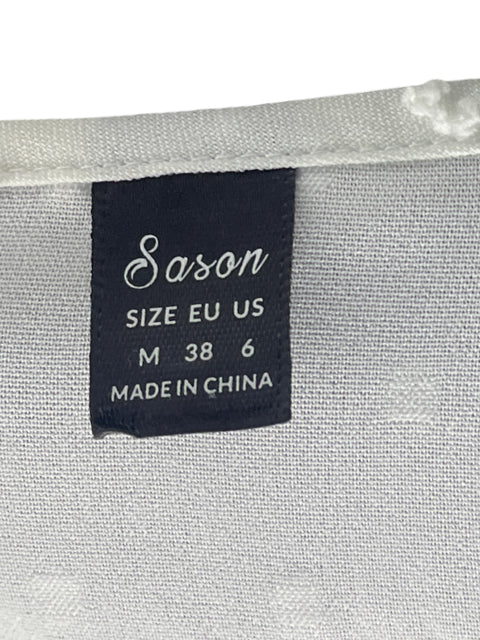 Sason
SIZE EU US
M 38 6
MADE IN CHINA